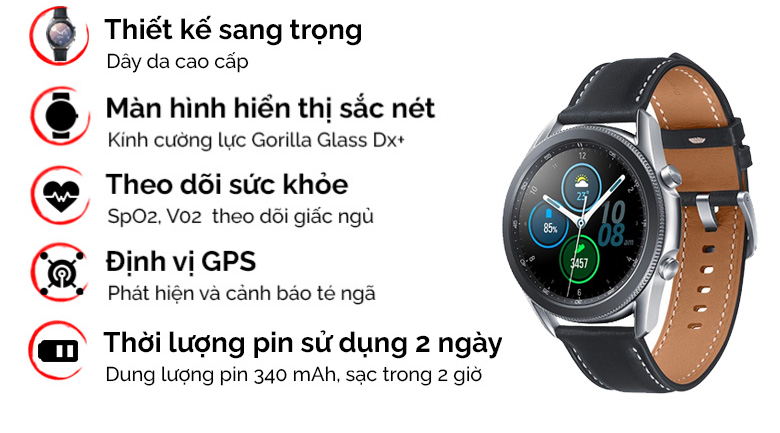 Thiết kế sang trọng
Dây da cao cấp
Màn hình hiển thị sắc nét
Kính cường lực Gorilla Glass Dx+
Theo dõi sức khỏe
SpO2, V02 theo dõi giấc ngủ
Định vị GPS
Phát hiện và cảnh báo té ngã
Thời lượng pin sử dụng 2 ngày
Dung lượng pin 340 mAh, sạc trong 2 giờ
12
23°
85%
10
08
am
3457